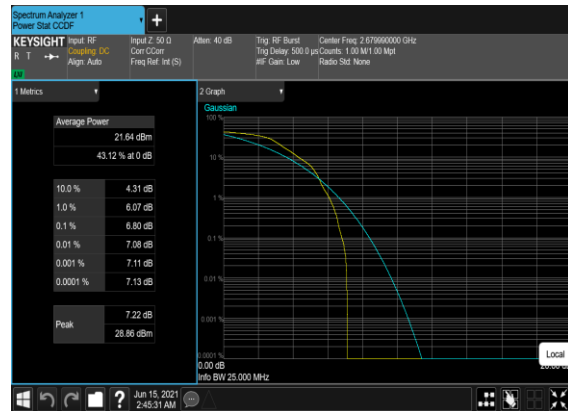 Spectrum Analyzer 1
Power Stat CCDF
+
KEYSIGHT
R T
LXI
Input: RF
Coupling: DC
Align: Auto
Input Z: 50 Ω
Corr CCorr
Freq Ref: Int (S)
Atten: 40 dB
Trig: RF Burst
Trig Delay: 500.0 µs
#IF Gain: Low
Center Freq: 2.679990000 GHz
Counts: 1.00 M/1.00 Mpt
Radio Std: None
1 Metrics
Average Power
21.64 dBm
43.12 % at 0 dB
10.0 % 4.31 dB
1.0 % 6.07 dB
0.1 % 6.80 dB
0.01 % 7.08 dB
0.001 % 7.11 dB
0.0001 % 7.13 dB
Peak
7.22 dB
28.86 dBm
2 Graph
Gaussian
100 %
10 %
1 %
0.1 %
0.01 %
0.001 %
0.0001 %
0.00 dB
Info BW 25.000 MHz
Local
?
Jun 15, 2021
2:45:31 AM